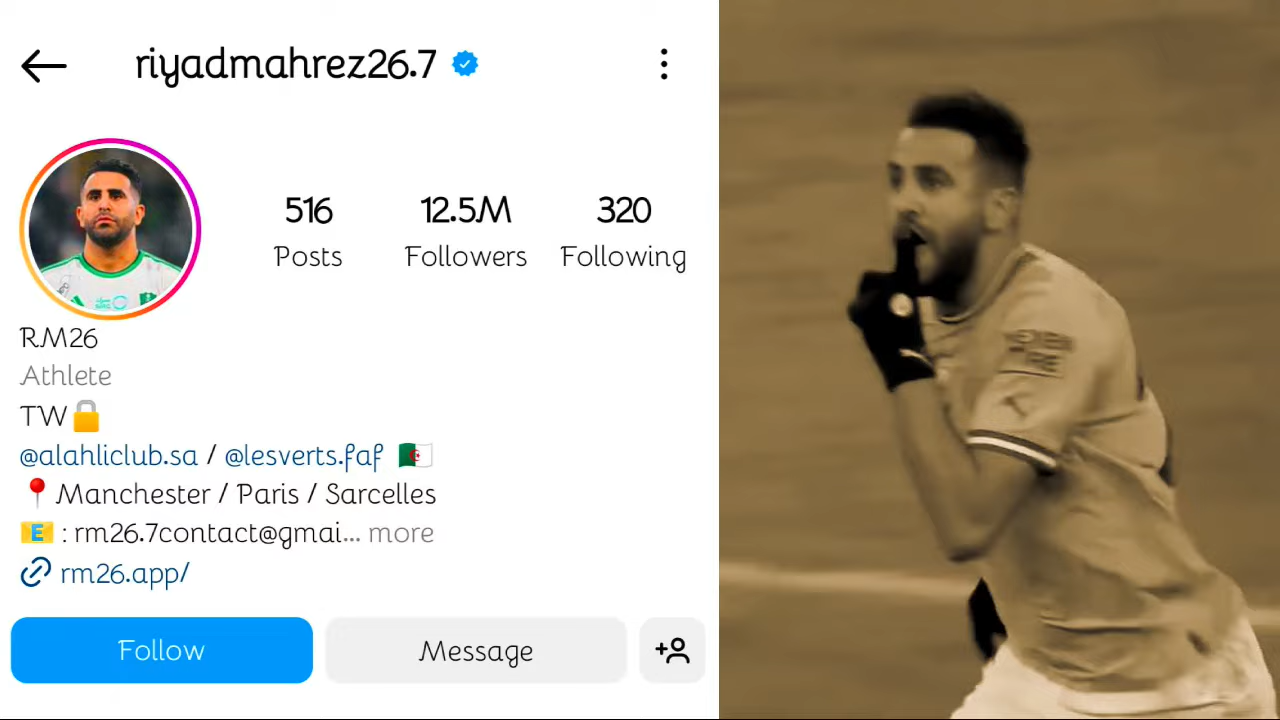 riyadmahrez26.7
516 12.5M 320
Posts Followers Following
RM26
Athlete
TW🔒
@alahliclub.sa / @lesverts.faf 🇩🇿
📍Manchester / Paris / Sarcelles
📧 : rm26.7contact@gmai... more
rm26.app/
Follow Message